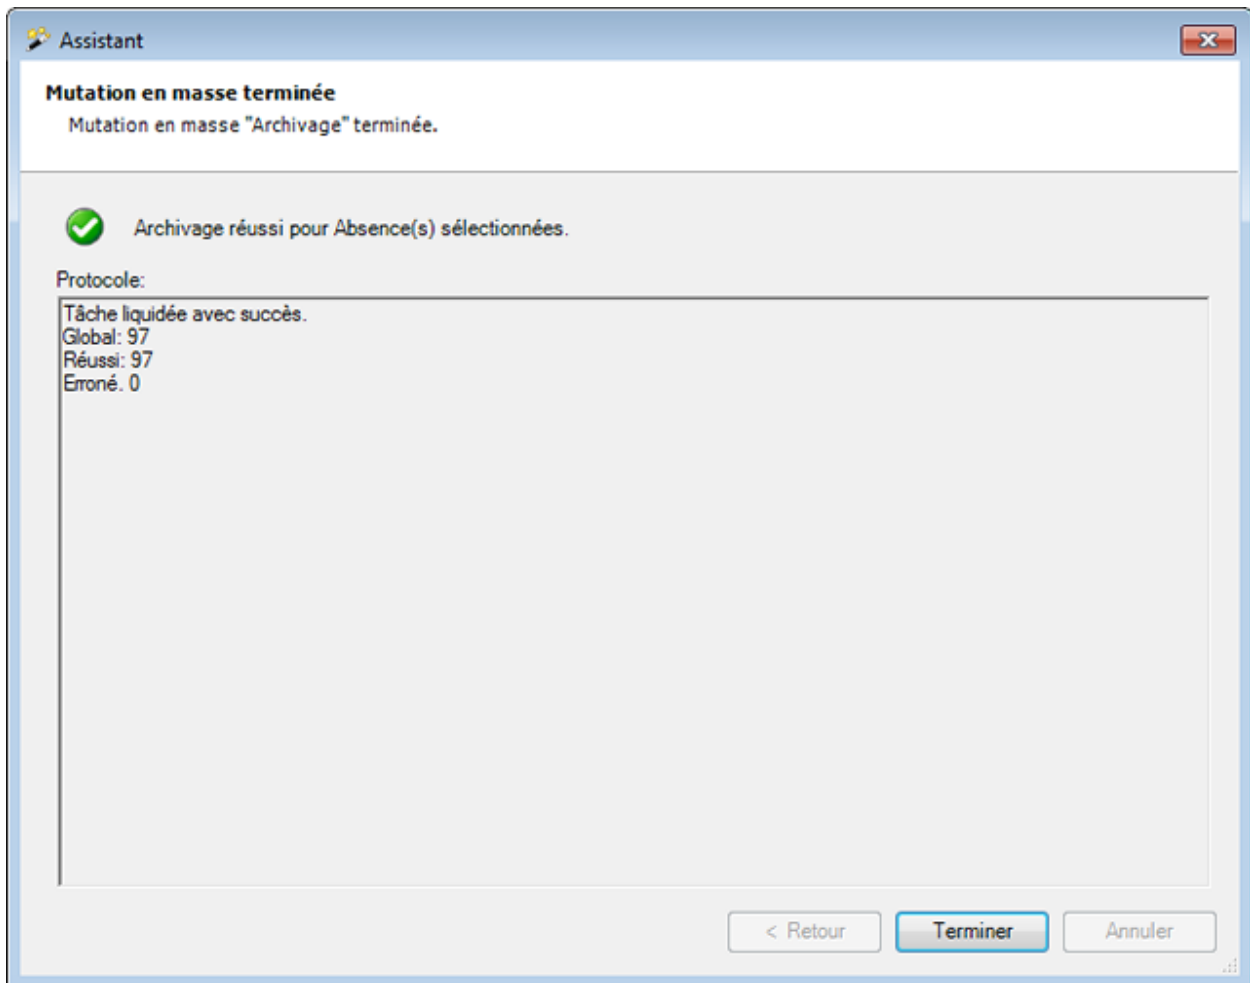 Assistant
Mutation en masse terminée
Mutation en masse "Archivage" terminée.
Archivage réussi pour Absence(s) sélectionnées.
Protocole:
Tâche liquidée avec succès.
Global: 97
Réussi: 97
Erroné. 0
< Retour
Terminer
Annuler